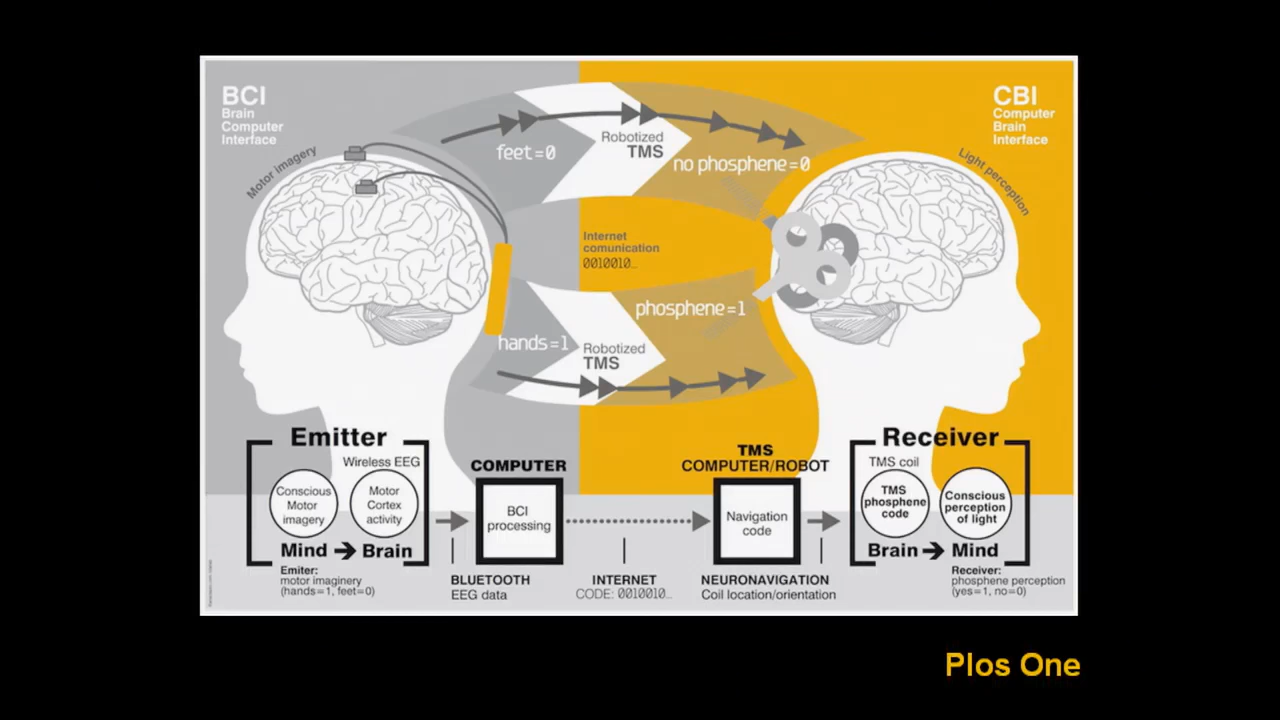 BCI
Brain
Computer
Interface
CBI
Computer
Brain
Interface
Motor imagery
Light perception
feet=0
Robotized
TMS
no phosphene=0
Internet
comunication
0010010...
phosphene=1
hands=1
Robotized
TMS
Emitter
Wireless EEG
Conscious
Motor
imagery
Motor
Cortex
activity
Mind → Brain
Emiter:
motor imaginery
(hands=1, feet=0)
COMPUTER
BCI
processing
BLUETOOTH
EEG data
INTERNET
CODE: 0010010...
TMS
COMPUTER/ROBOT
Navigation
code
NEURONAVIGATION
Coil location/orientation
Receiver
TMS coil
TMS
phosphene
code
Conscious
perception
of light
Brain → Mind
Receiver:
phosphene perception
(yes=1, no=0)
Plos One